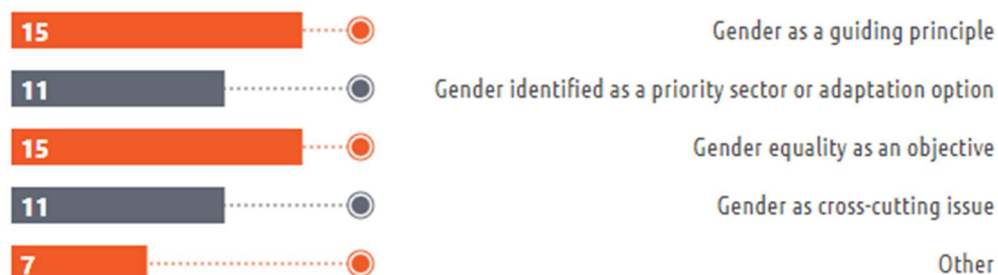 15 Gender as a guiding principle
11 Gender identified as a priority sector or adaptation option
15 Gender equality as an objective
11 Gender as cross-cutting issue
7 Other